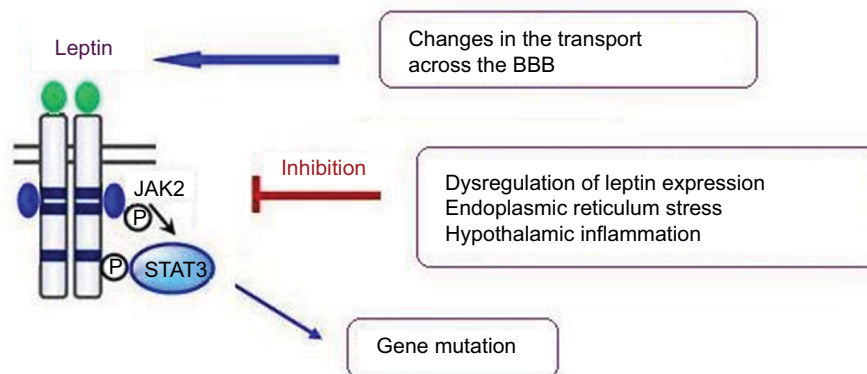 Leptin
Changes in the transport
across the BBB
Inhibition
Dysregulation of leptin expression
Endoplasmic reticulum stress
Hypothalamic inflammation
JAK2
P
P
STAT3
Gene mutation